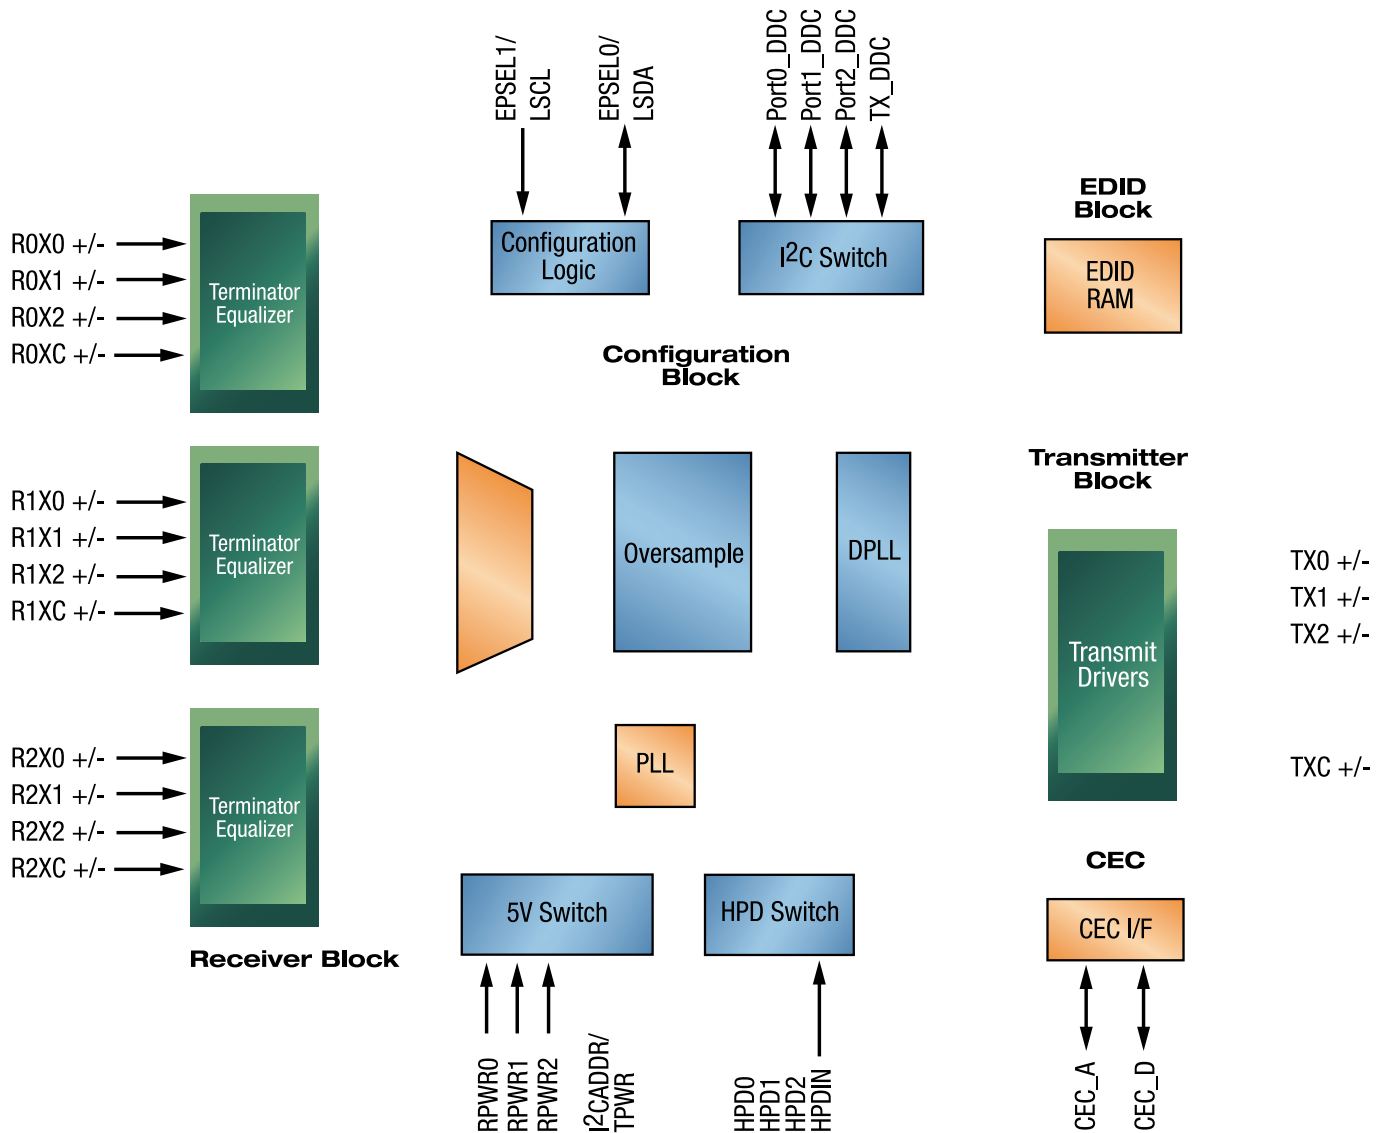 EPSEL1/
LSCL
EPSEL0/
LSDA
Port0_DDC
Port1_DDC
Port2_DDC
TX_DDC
EDID
Block
R0X0 +/-
R0X1 +/-
R0X2 +/-
R0XC +/-
Terminator
Equalizer
Configuration
Logic
I²C Switch
EDID
RAM
Configuration
Block
R1X0 +/-
R1X1 +/-
R1X2 +/-
R1XC +/-
Terminator
Equalizer
Oversample
DPLL
Transmitter
Block
Transmit
Drivers
TX0 +/-
TX1 +/-
TX2 +/-
TXC +/-
R2X0 +/-
R2X1 +/-
R2X2 +/-
R2XC +/-
Terminator
Equalizer
PLL
Receiver Block
5V Switch
HPD Switch
CEC
CEC I/F
RPWR0
RPWR1
RPWR2
I²CADDR/
TPWR
HPD0
HPD1
HPD2
HPDIN
CEC_A
CEC_D